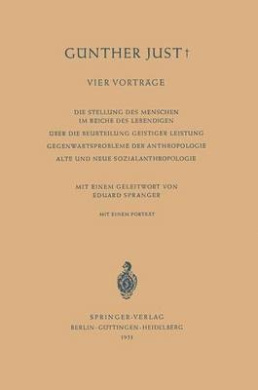 GÜNTHER JUST †
VIER VORTRÄGE
DIE STELLUNG DES MENSCHEN
IM REICHE DES LEBENDIGEN
ÜBER DIE BEURTEILUNG GEISTIGER LEISTUNG
GEGENWARTSPROBLEME DER ANTHROPOLOGIE
ALTE UND NEUE SOZIALANTHROPOLOGIE
MIT EINEM GELEITWORT VON
EDUARD SPRANGER
MIT EINEM PORTRÄT
SPRINGER-VERLAG
BERLIN · GÖTTINGEN · HEIDELBERG